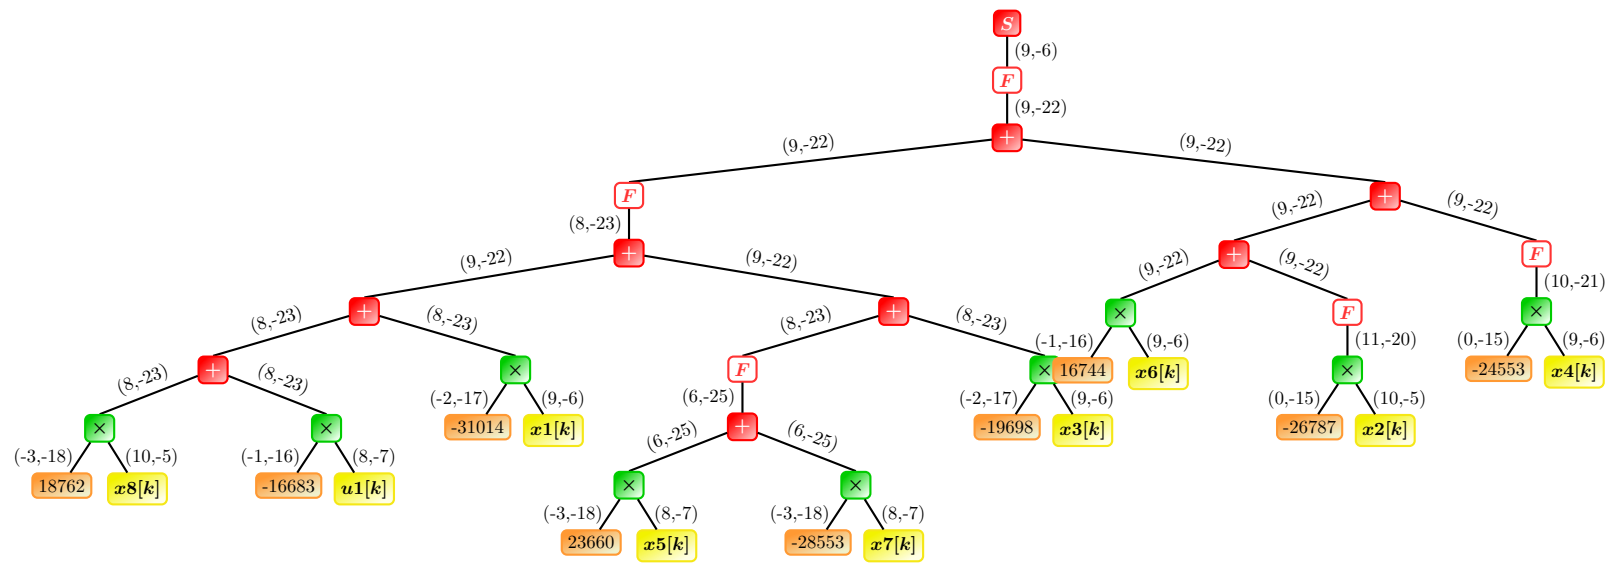 S
(9,-6)
F
(9,-22)
+
(9,-22) (9,-22)
F +
(8,-23) (9,-22) (9,-22)
+ + F
(9,-22) (9,-22) (9,-22) (9,-22) (10,-21)
+ + × F ×
(8,-23) (8,-23) (8,-23) (8,-23) (-1,-16) (9,-6) (11,-20) (0,-15) (9,-6)
+ × F × 16744 x6[k] × -24553 x4[k]
(8,-23) (8,-23) (-2,-17) (9,-6) (6,-25) (-2,-17) (9,-6) (0,-15) (10,-5)
× × -31014 x1[k] + -19698 x3[k] -26787 x2[k]
(-3,-18) (10,-5) (-1,-16) (8,-7) (6,-25) (6,-25)
18762 x8[k] -16683 u1[k] × ×
(-3,-18) (8,-7) (-3,-18) (8,-7)
23660 x5[k] -28553 x7[k]